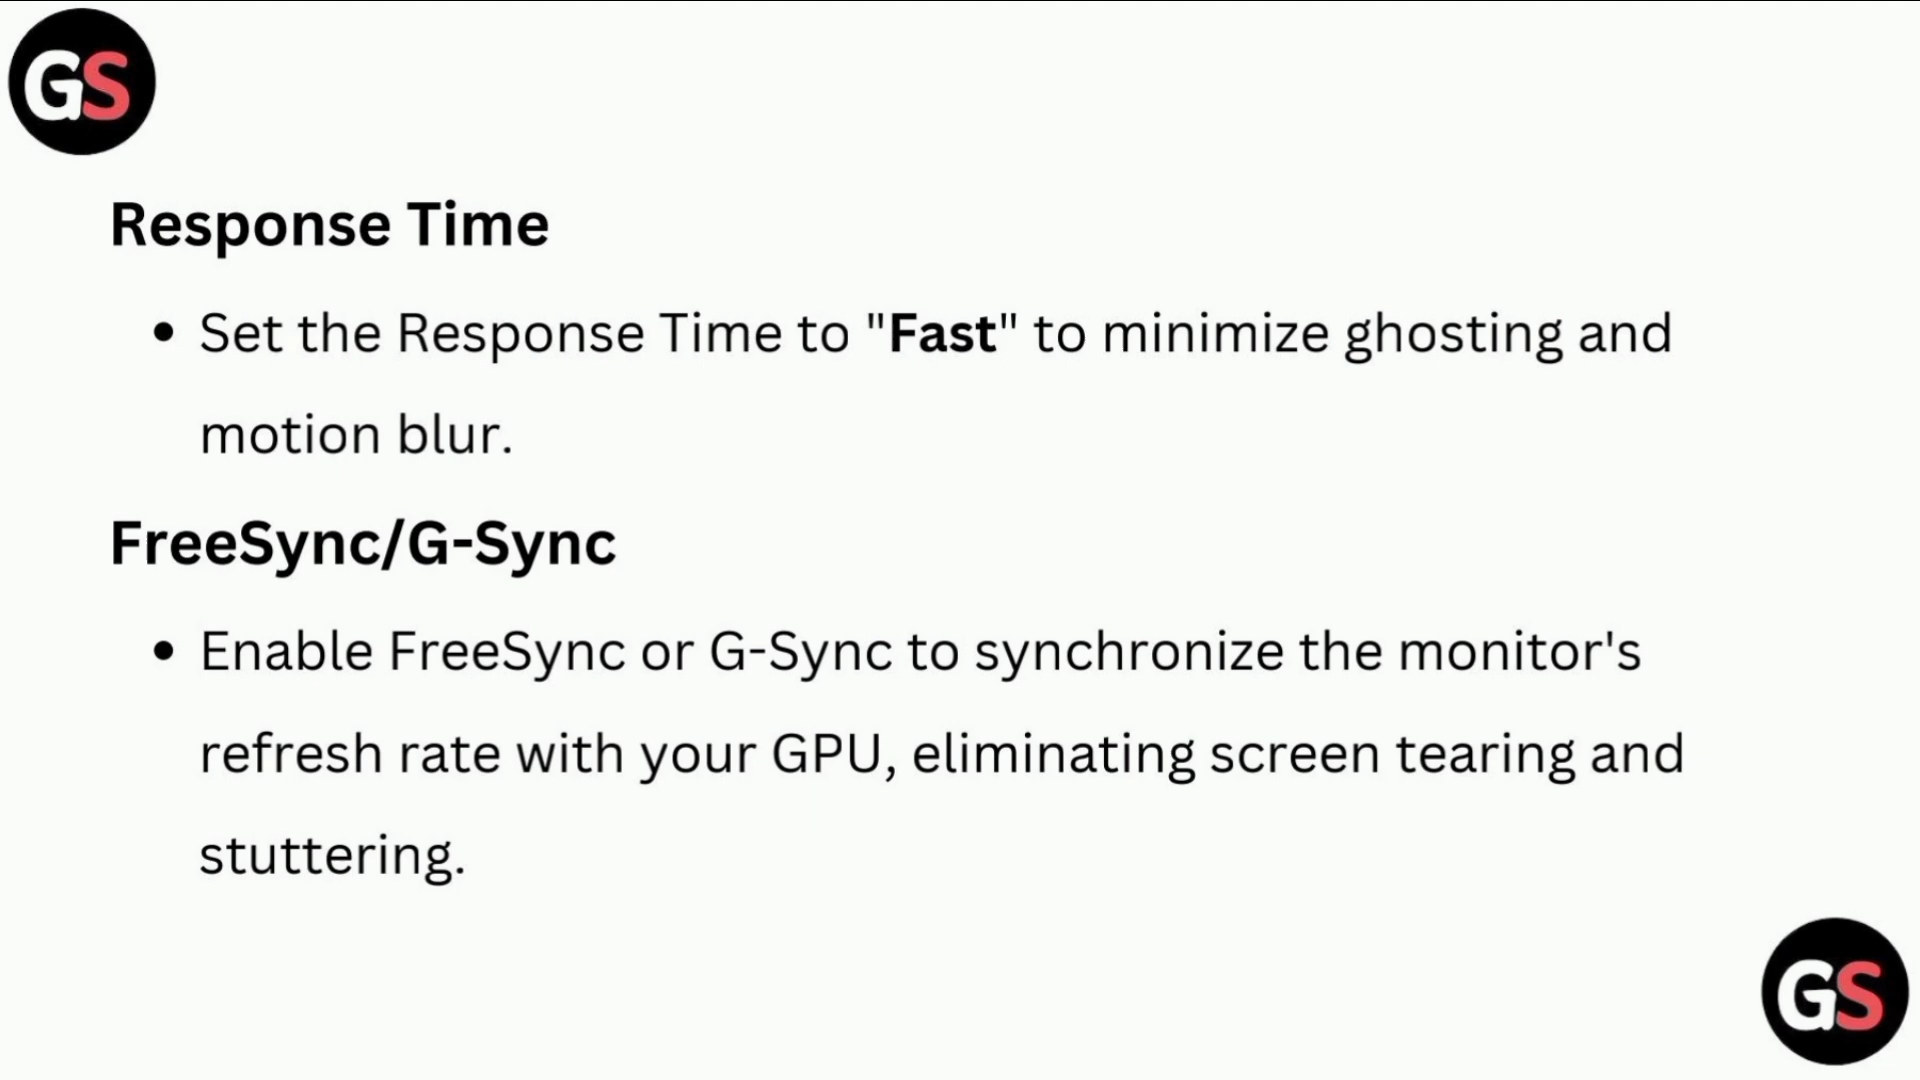 GS
Response Time
• Set the Response Time to "Fast" to minimize ghosting and
motion blur.
FreeSync/G-Sync
• Enable FreeSync or G-Sync to synchronize the monitor's
refresh rate with your GPU, eliminating screen tearing and
stuttering.
GS